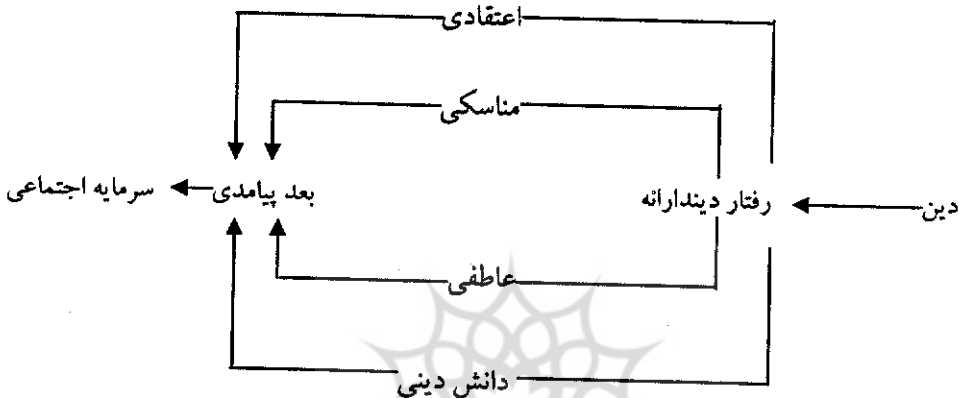 اعتقادی
مناسکی
دین
رفتار دیندارانه
بعد پیامدی
سرمایه اجتماعی
عاطفی
دانش دینی